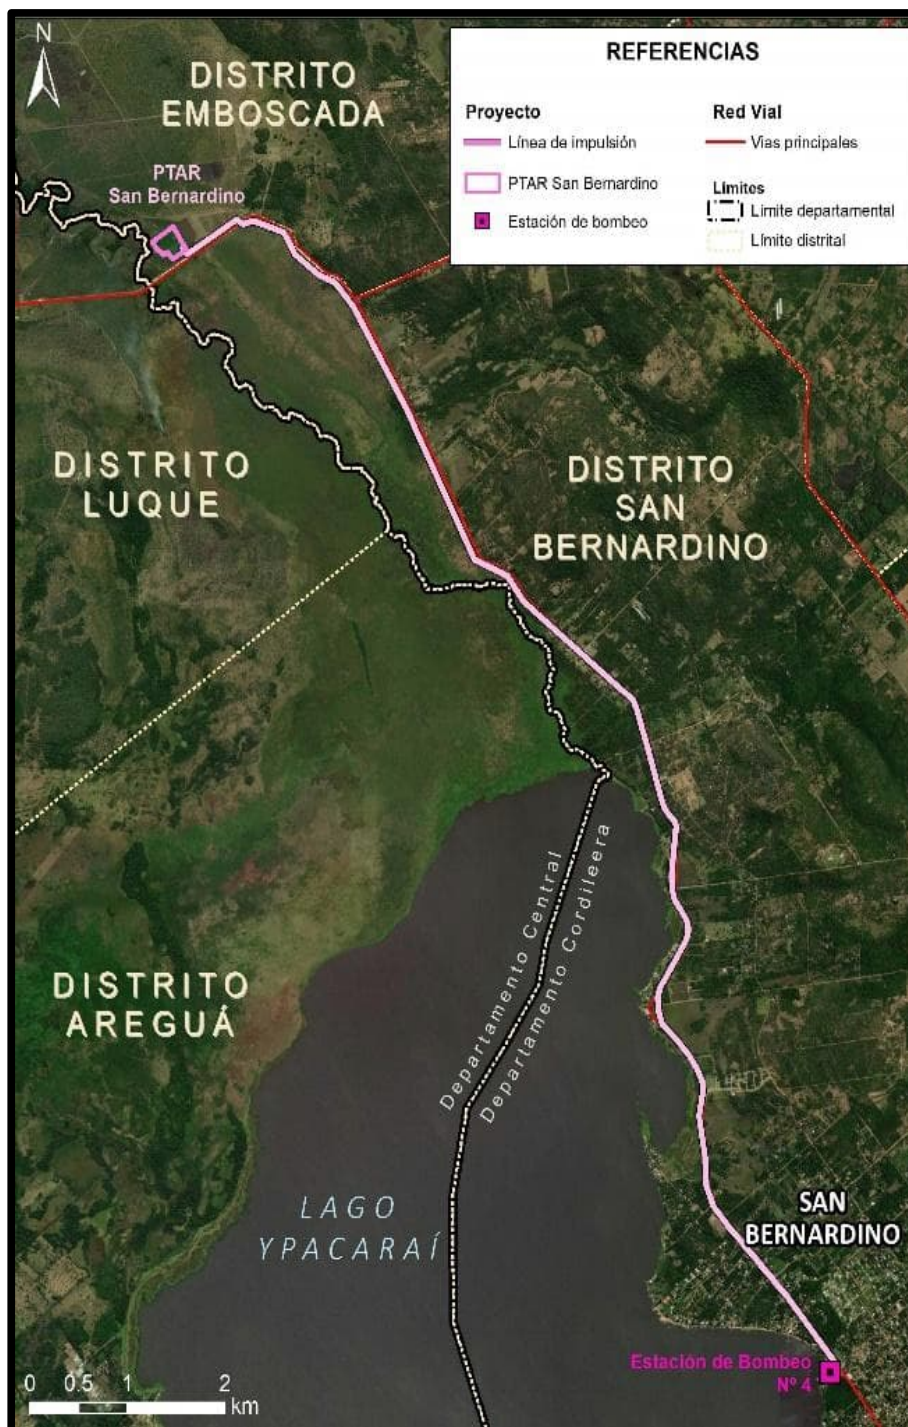 N
DISTRITO
EMBOSCADA
REFERENCIAS
Proyecto
Línea de impulsión
PTAR San Bernardino
Estación de bombeo
Red Vial
Vias principales
Límites
Límite departamental
Límite distrital
PTAR
San Bernardino
DISTRITO
LUQUE
DISTRITO
SAN
BERNARDINO
Departamento Central
Departamento Cordileera
DISTRITO
AREGUÁ
LAGO
YPACARAÍ
SAN
BERNARDINO
Estación de Bombeo
Nº 4
0 0.5 1 2
km